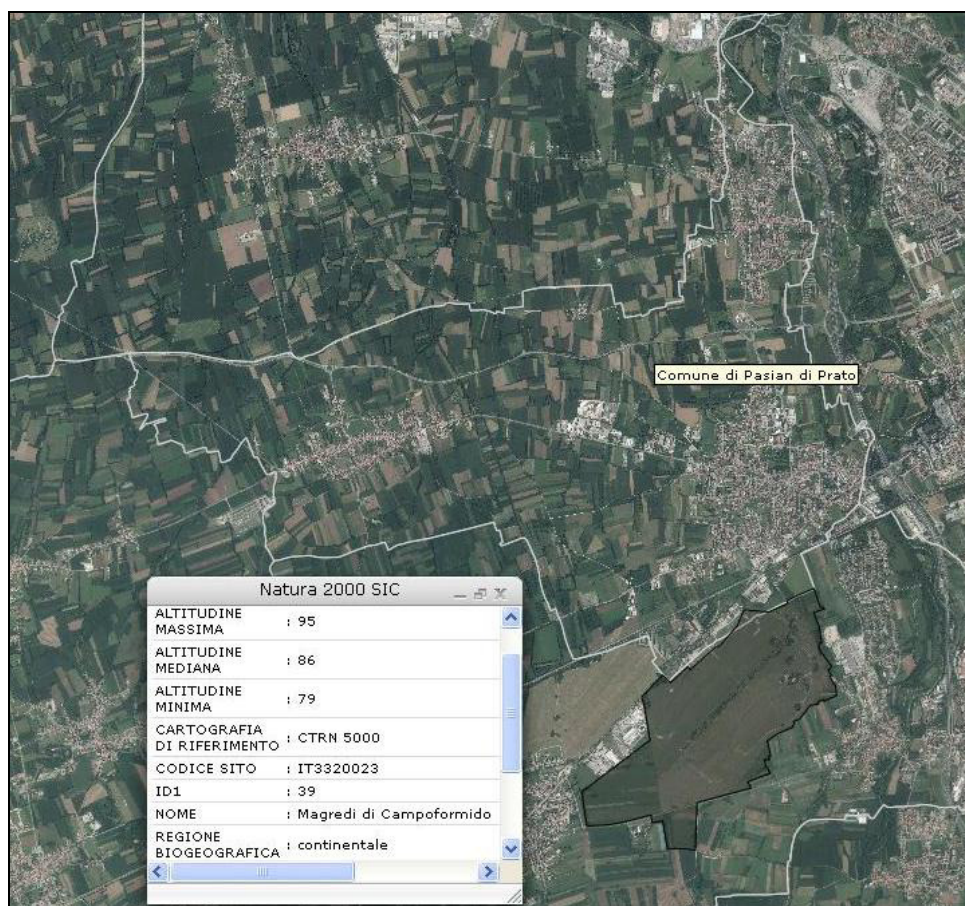 Comune di Pasian di Prato
Natura 2000 SIC
ALTITUDINE
MASSIMA : 95
ALTITUDINE
MEDIANA : 86
ALTITUDINE
MINIMA : 79
CARTOGRAFIA
DI RIFERIMENTO : CTRN 5000
CODICE SITO : IT3320023
ID1 : 39
NOME : Magredi di Campoformido
REGIONE
BIOGEOGRAFICA : continentale